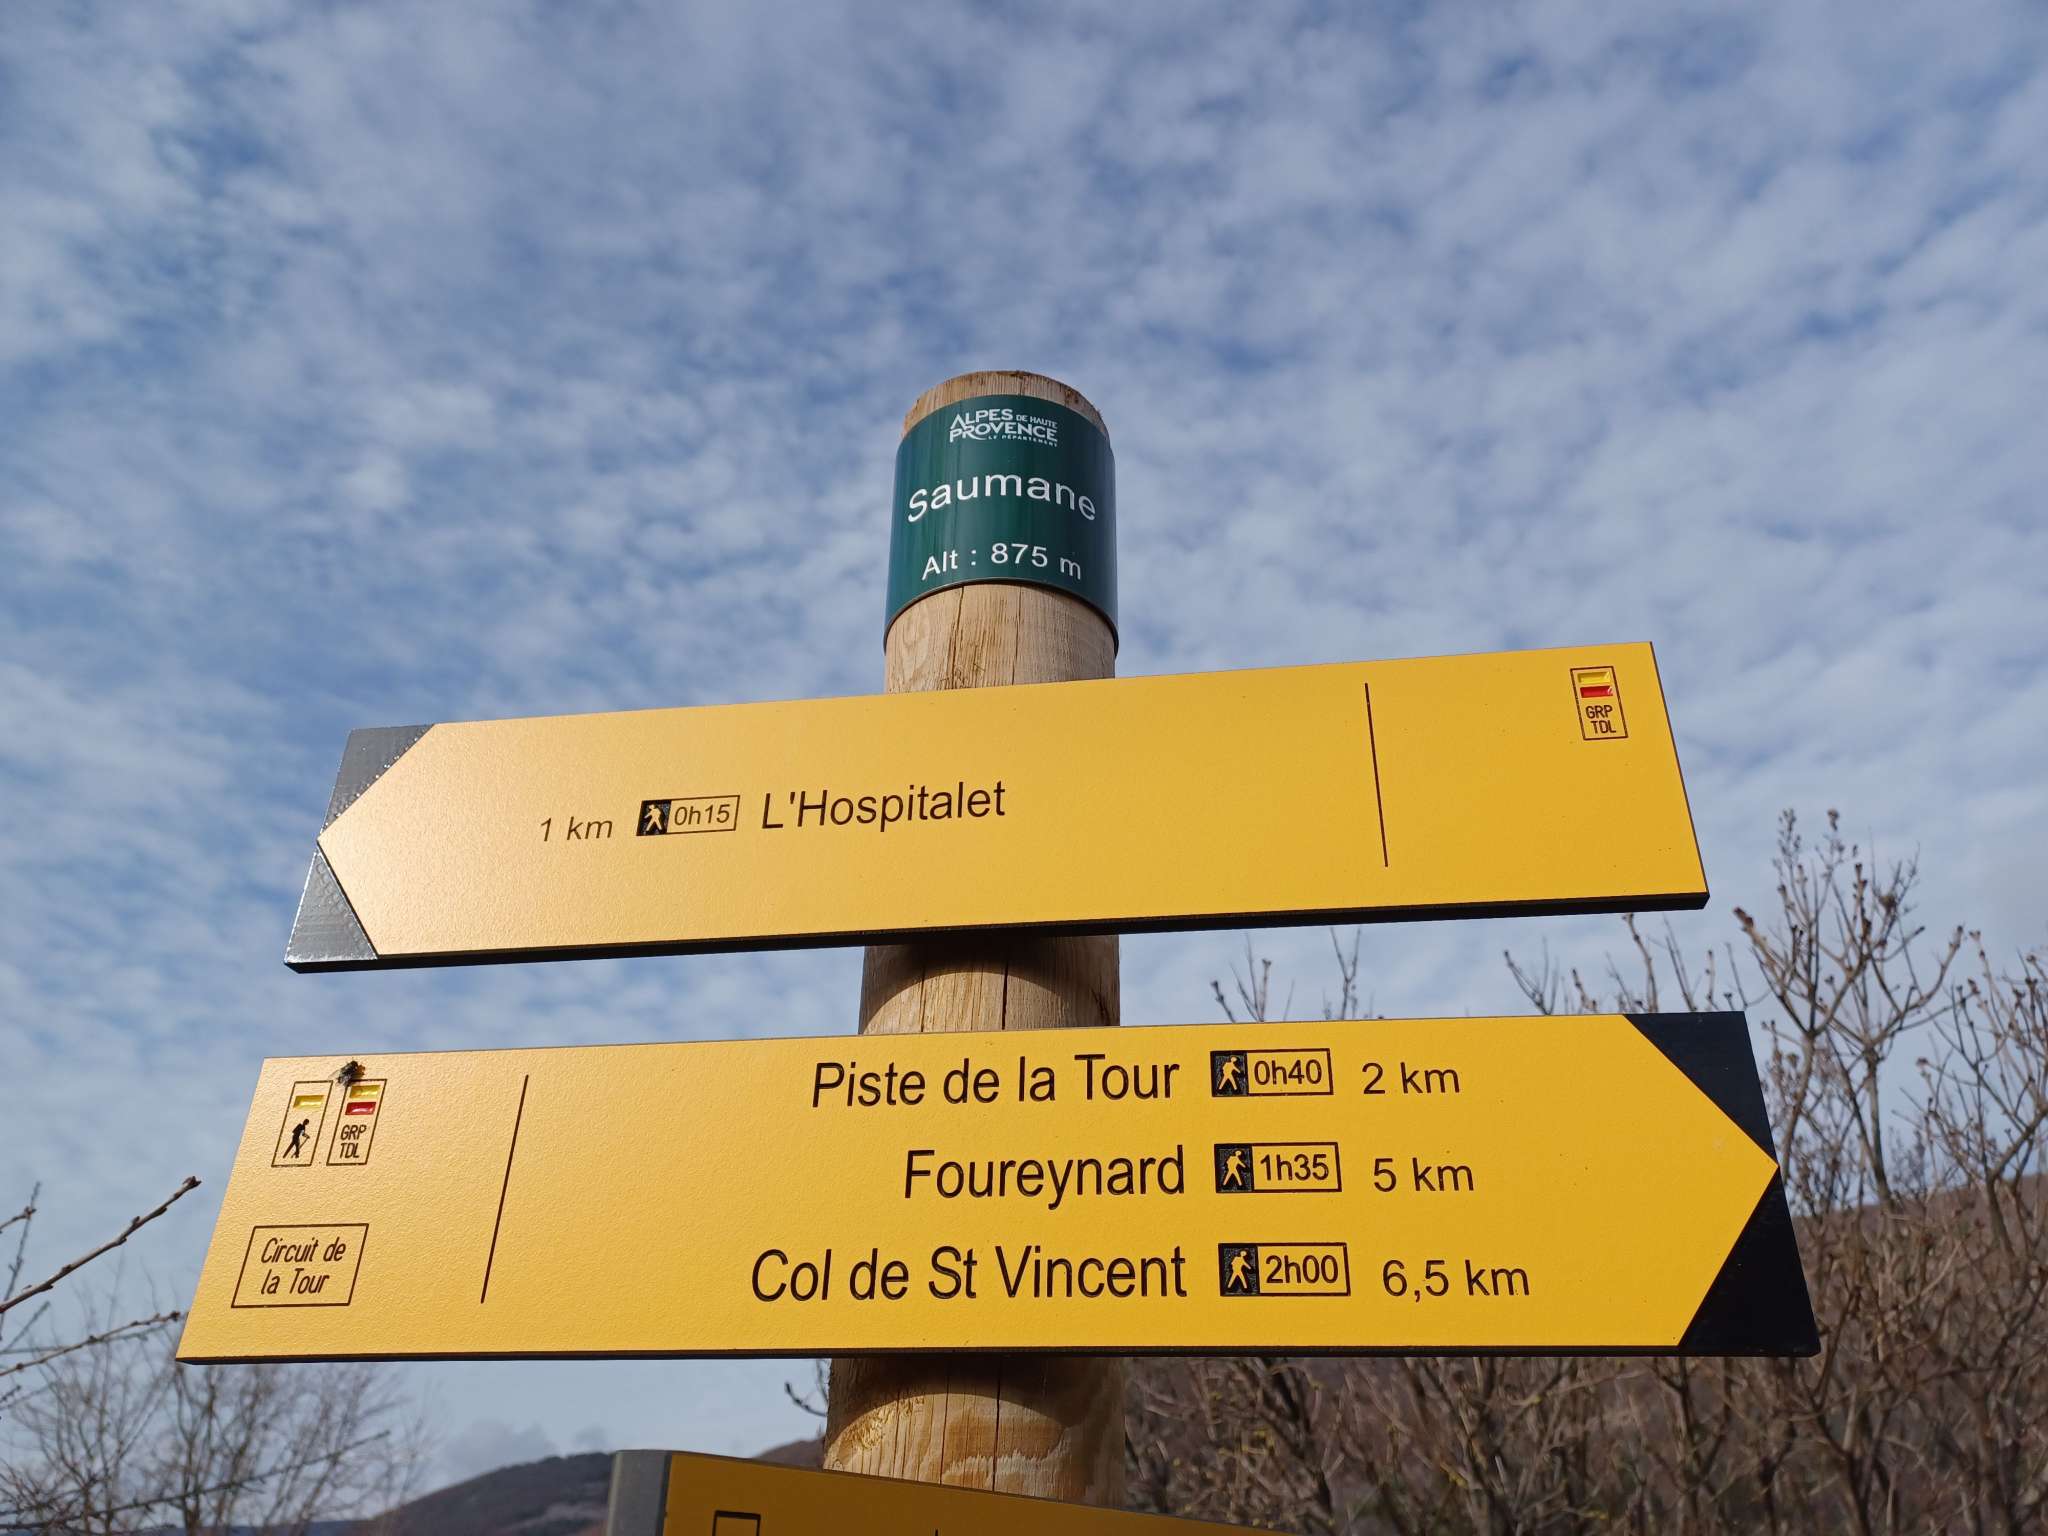 ALPES DE HAUTE
PROVENCE
LE DÉPARTEMENT
Saumane
Alt : 875 m
1 km 0h15 L'Hospitalet
GRP
TDL
Piste de la Tour 0h40 2 km
Foureynard 1h35 5 km
Col de St Vincent 2h00 6,5 km
GRP
TDL
Circuit de
la Tour